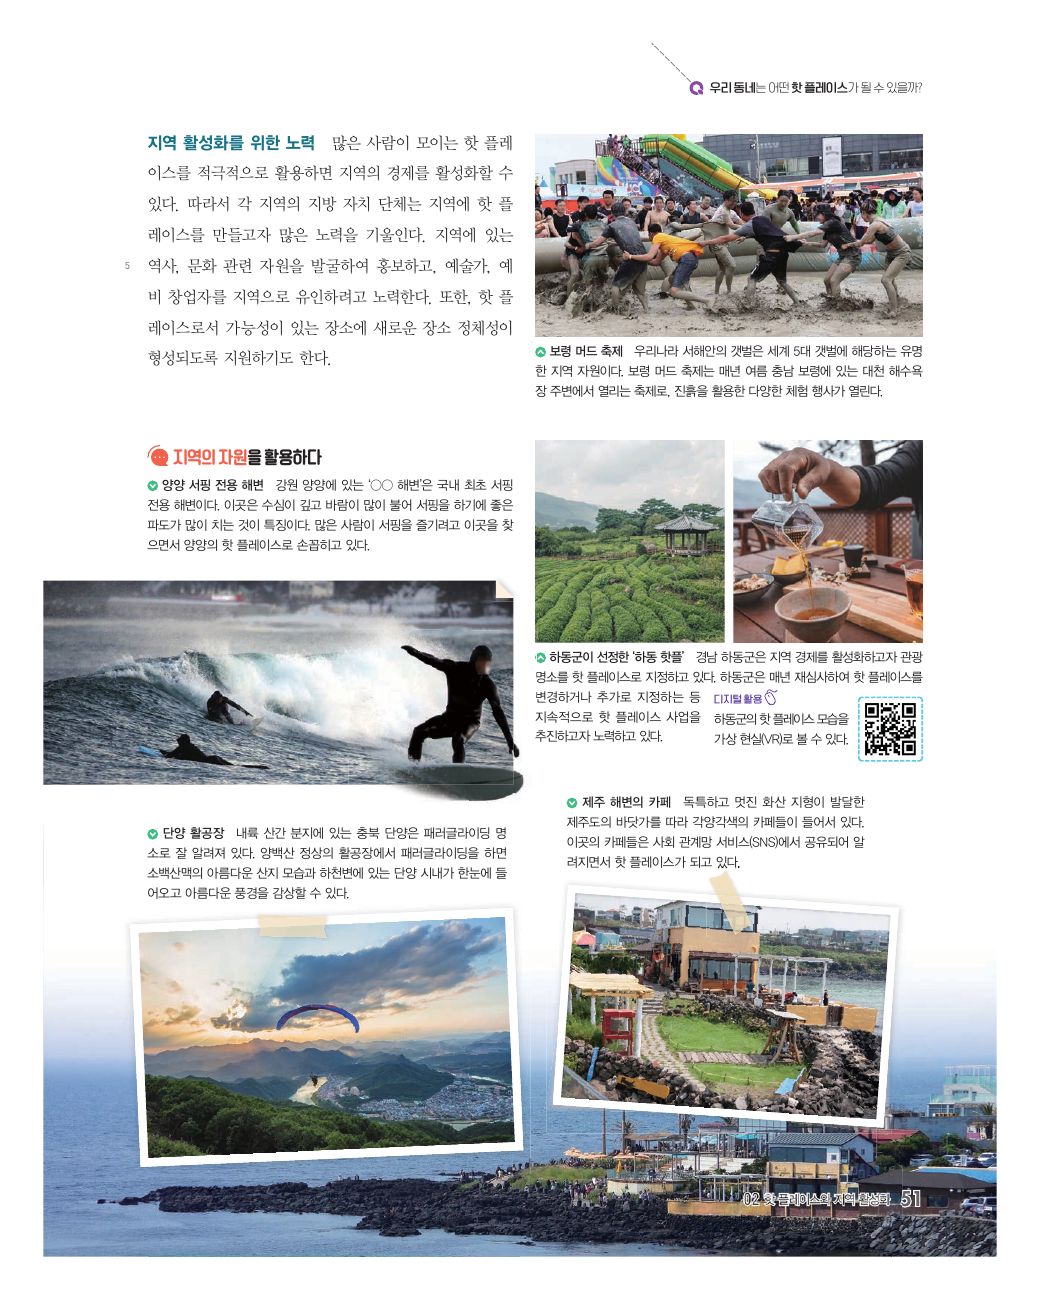 우리 동네는 어떤 핫 플레이스가 될 수 있을까?
지역 활성화를 위한 노력 많은 사람이 모이는 핫 플레
이스를 적극적으로 활용하면 지역의 경제를 활성화할 수
있다. 따라서 각 지역의 지방 자치 단체는 지역에 핫 플
레이스를 만들고자 많은 노력을 기울인다. 지역에 있는
5 역사, 문화 관련 자원을 발굴하여 홍보하고, 예술가, 예
비 창업자를 지역으로 유인하려고 노력한다. 또한, 핫 플
레이스로서 가능성이 있는 장소에 새로운 장소 정체성이
형성되도록 지원하기도 한다.
보령 머드 축제 우리나라 서해안의 갯벌은 세계 5대 갯벌에 해당하는 유명
한 지역 자원이다. 보령 머드 축제는 매년 여름 충남 보령에 있는 대천 해수욕
장 주변에서 열리는 축제로, 진흙을 활용한 다양한 체험 행사가 열린다.
지역의 자원을 활용하다
양양 서핑 전용 해변 강원 양양에 있는 '○○ 해변'은 국내 최초 서핑
전용 해변이다. 이곳은 수심이 깊고 바람이 많이 불어 서핑을 하기에 좋은
파도가 많이 치는 것이 특징이다. 많은 사람이 서핑을 즐기려고 이곳을 찾
으면서 양양의 핫 플레이스로 손꼽히고 있다.
하동군이 선정한 '하동 핫플' 경남 하동군은 지역 경제를 활성화하고자 관광
명소를 핫 플레이스로 지정하고 있다. 하동군은 매년 재심사하여 핫 플레이스를
변경하거나 추가로 지정하는 등
지속적으로 핫 플레이스 사업을
추진하고자 노력하고 있다.
디지털 활용
하동군의 핫 플레이스 모습을
가상 현실(VR)로 볼 수 있다.
단양 활공장 내륙 산간 분지에 있는 충북 단양은 패러글라이딩 명
소로 잘 알려져 있다. 양백산 정상의 활공장에서 패러글라이딩을 하면
소백산맥의 아름다운 산지 모습과 하천변에 있는 단양 시내가 한눈에 들
어오고 아름다운 풍경을 감상할 수 있다.
제주 해변의 카페 독특하고 멋진 화산 지형이 발달한
제주도의 바닷가를 따라 각양각색의 카페들이 들어서 있다.
이곳의 카페들은 사회 관계망 서비스(SNS)에서 공유되어 알
려지면서 핫 플레이스가 되고 있다.
02 핫 플레이스와 지역 활성화 51